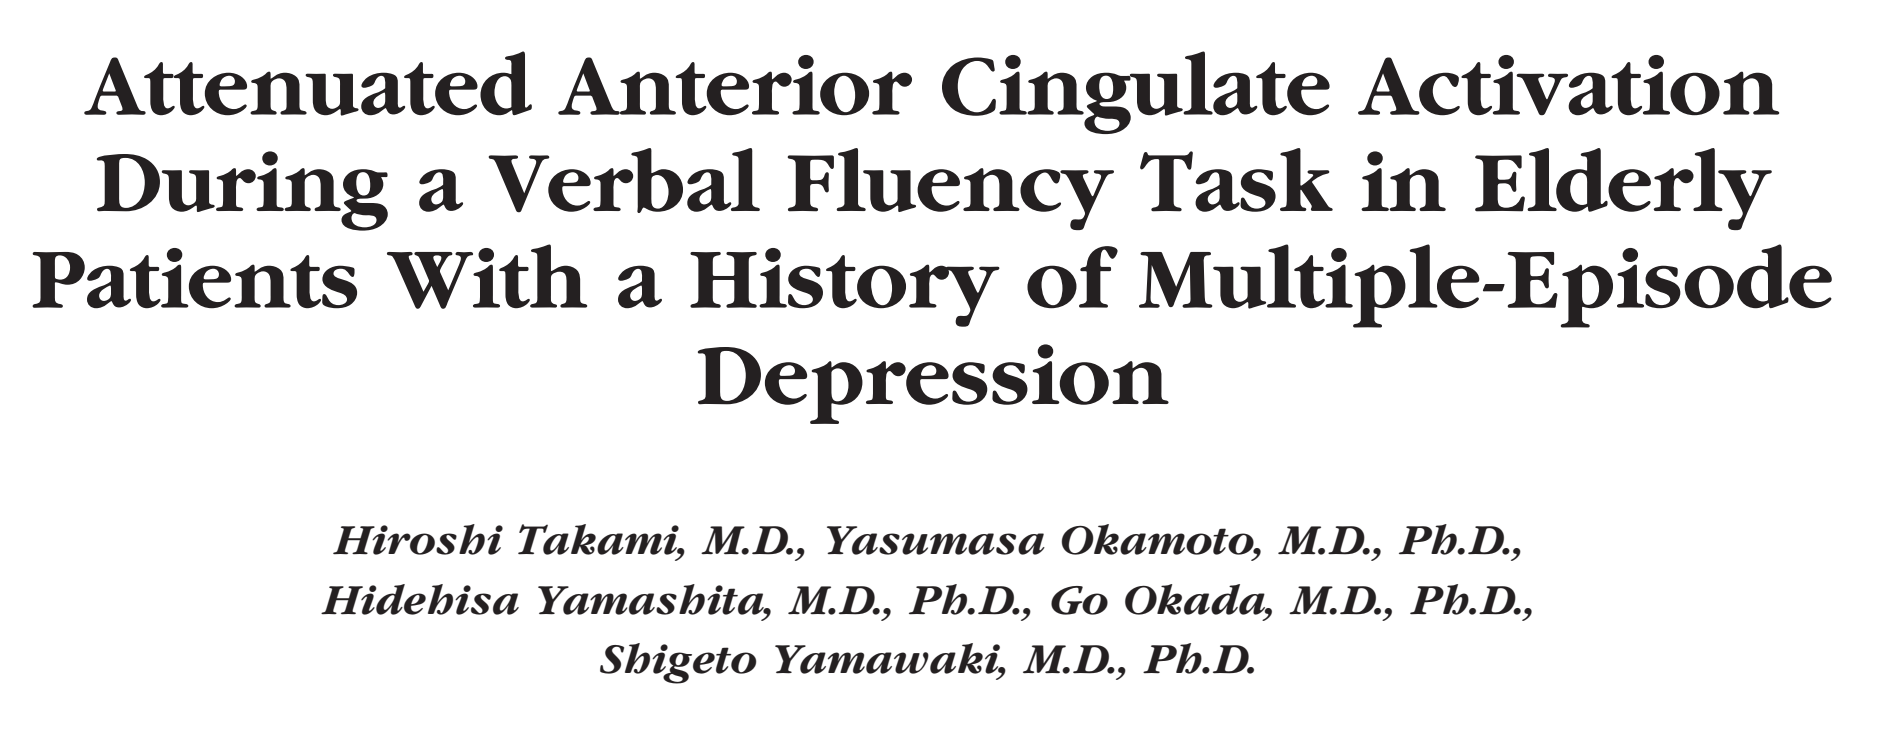 Attenuated Anterior Cingulate Activation
During a Verbal Fluency Task in Elderly
Patients With a History of Multiple-Episode
Depression
Hiroshi Takami, M.D., Yasumasa Okamoto, M.D., Ph.D.,
Hidehisa Yamashita, M.D., Ph.D., Go Okada, M.D., Ph.D.,
Shigeto Yamawaki, M.D., Ph.D.